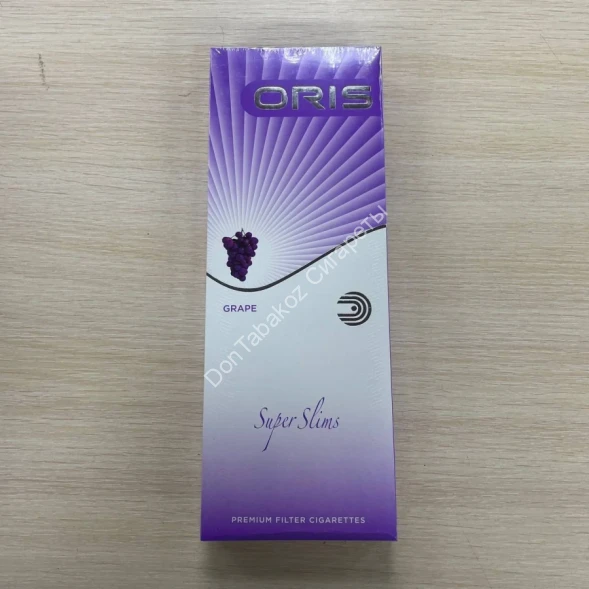 ORIS
GRAPE
DonTabakoz Сигареты
Super Slims
PREMIUM FILTER CIGARETTES